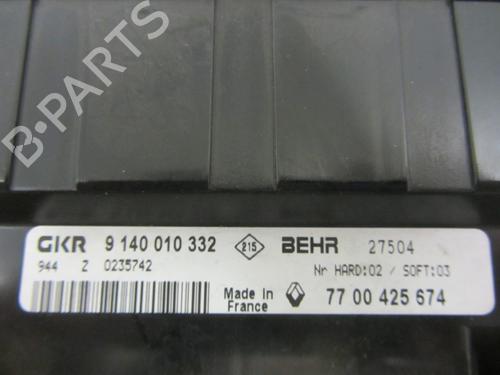 GKR 9 140 010 332 215 BEHR 27504
944 Z 0235742 Nr HARD:02 / SOFT:03
Made in France 77 00 425 674
B-PARTS